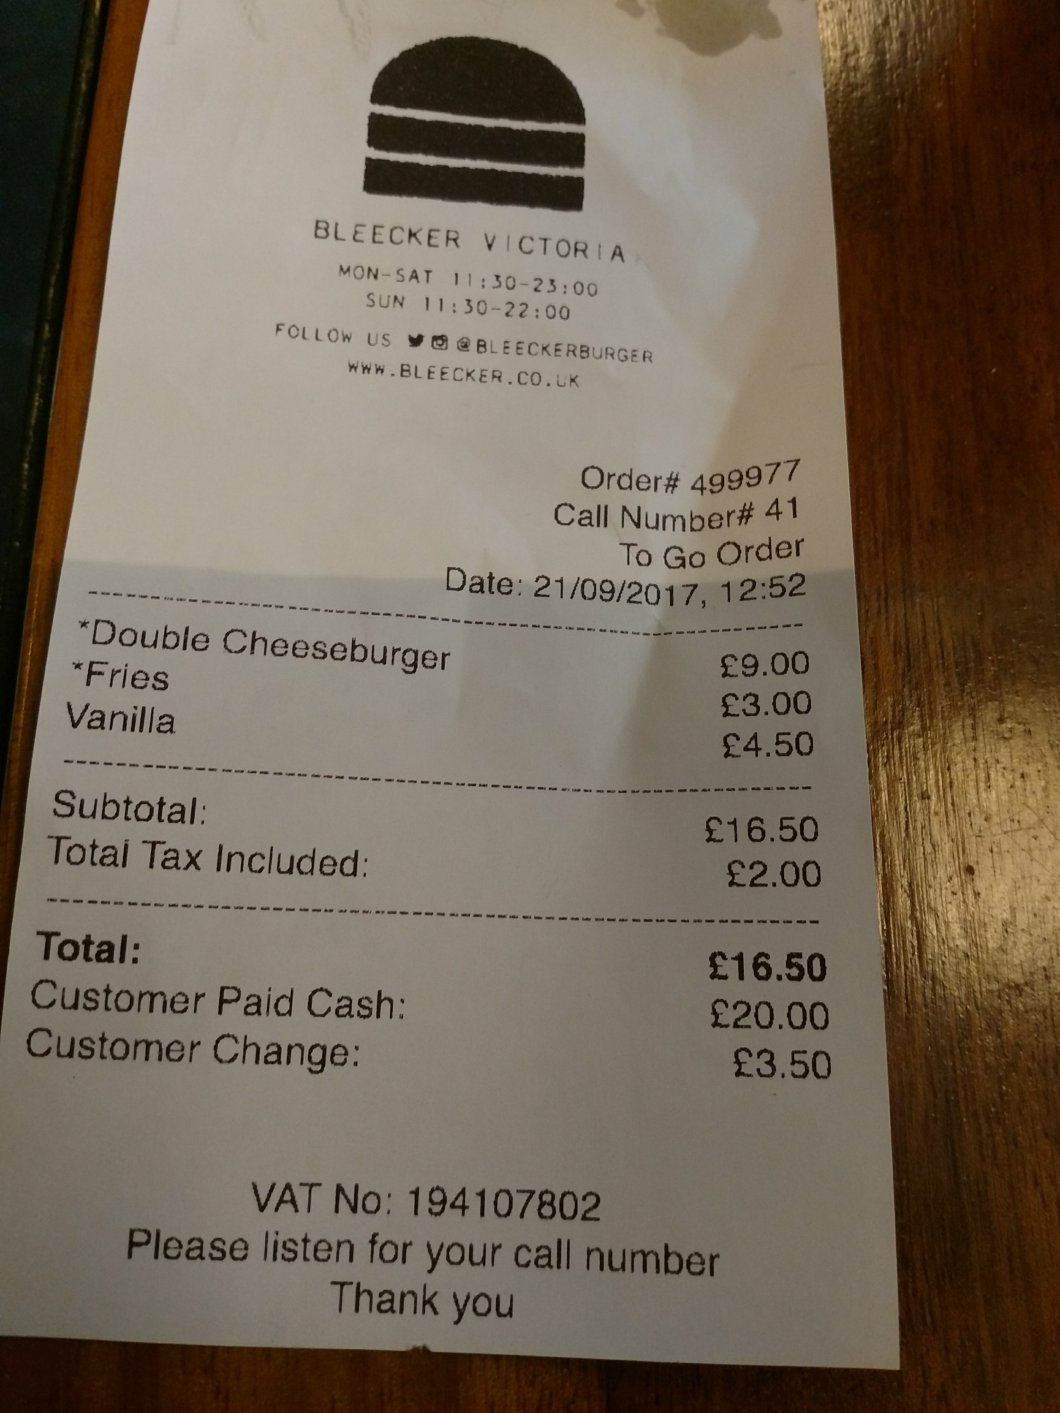 BLEECKER VICTORIA
MON-SAT 11:30-23:00
SUN 11:30-22:00
FOLLOW US @BLEECKERBURGER
WWW.BLEECKER.CO.UK
Order# 499977
Call Number# 41
To Go Order
Date: 21/09/2017, 12:52
*Double Cheeseburger £9.00
*Fries £3.00
Vanilla £4.50
Subtotal: £16.50
Total Tax Included: £2.00
Total: £16.50
Customer Paid Cash: £20.00
Customer Change: £3.50
VAT No: 194107802
Please listen for your call number
Thank you